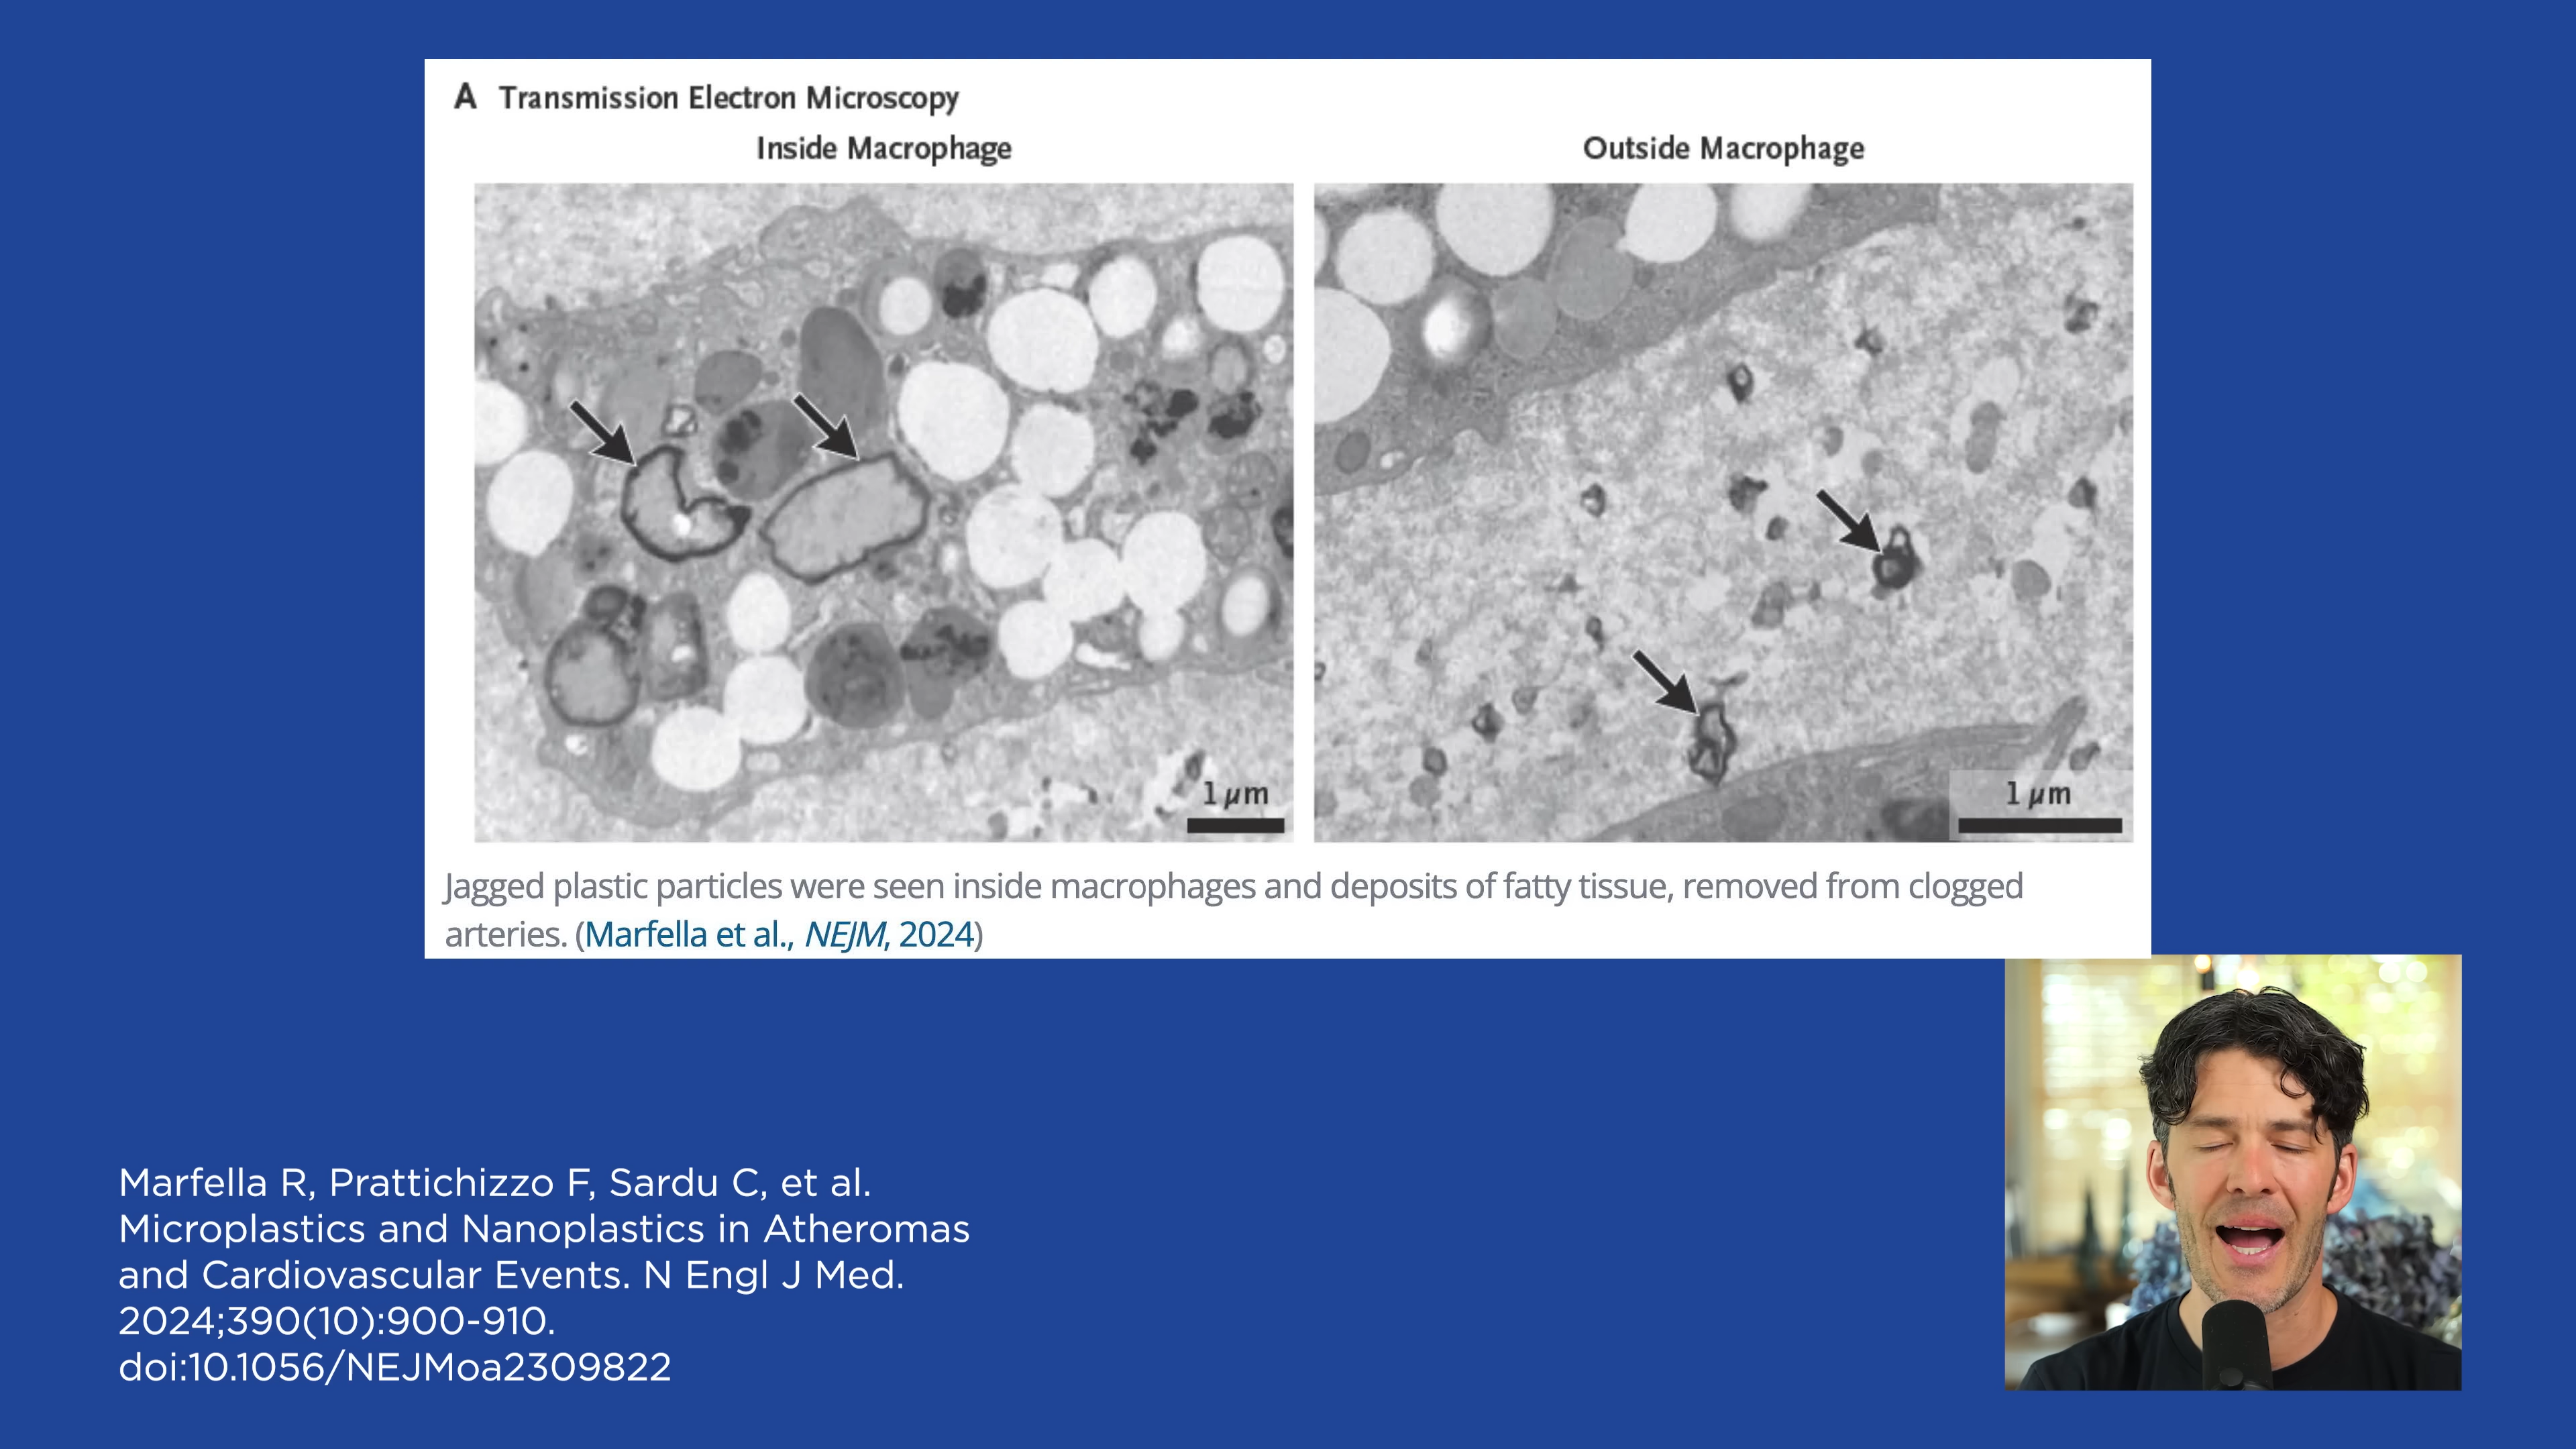 A Transmission Electron Microscopy
Inside Macrophage
Outside Macrophage
1 µm
1 µm
Jagged plastic particles were seen inside macrophages and deposits of fatty tissue, removed from clogged
arteries. (Marfella et al., NEJM, 2024)
Marfella R, Prattichizzo F, Sardu C, et al.
Microplastics and Nanoplastics in Atheromas
and Cardiovascular Events. N Engl J Med.
2024;390(10):900-910.
doi:10.1056/NEJMoa2309822